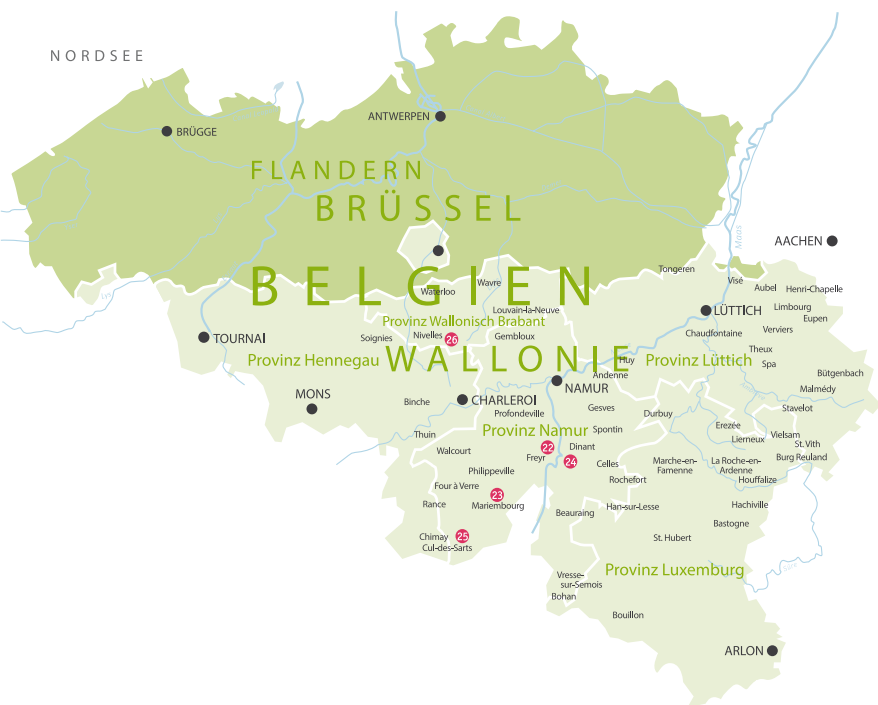 NORDSEE
ANTWERPEN
BRÜGGE
FLANDERN
BRÜSSEL
Maas
AACHEN
Tongeren
BELGIEN
Wavre
Visé
Waterloo
Aubel
Henri-Chapelle
Lys
Louvain-la-Neuve
LÜTTICH
Limbourg
Provinz Wallonisch Brabant
Eupen
TOURNAI
Soignies
Nivelles
26
Gembloux
Chaudfontaine
Verviers
Theux
Provinz Hennegau
WALLONIE
Huy
Provinz Lüttich
Spa
Andenne
Bütgenbach
NAMUR
Malmédy
MONS
Binche
CHARLEROI
Profondeville
Gesves
Durbuy
Stavelot
Thuin
Provinz Namur
Spontin
Erezée
Lierneux
Vielsam
St. Vith
Walcourt
22
Dinant
Freyr
24
Celles
Marche-en-
Famenne
La Roche-en-
Ardenne
Burg Reuland
Philippeville
Rochefort
Houffalize
Four à Verre
23
Rance
Mariembourg
Han-sur-Lesse
Hachiville
Beauraing
Bastogne
Chimay
25
St. Hubert
Cul-des-Sarts
Provinz Luxemburg
Vresse-
sur-Semois
Bohan
Bouillon
ARLON